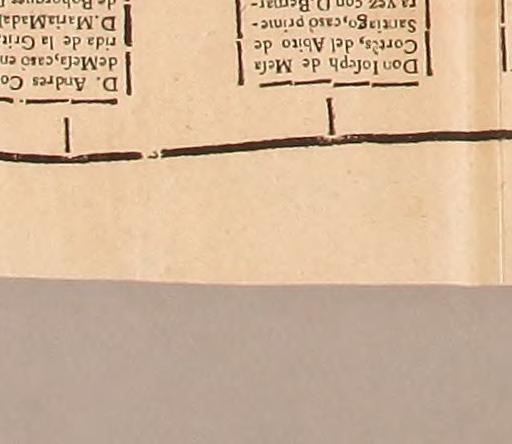 Don Ioſeph de Meſa
Cortès, del Abito de
Santiago, casò prime-
ra vez con D. Bernar-
D. Andres Co
de Meſa, casò en
rida de la Grit
D. Maria Madal
de Bohorques